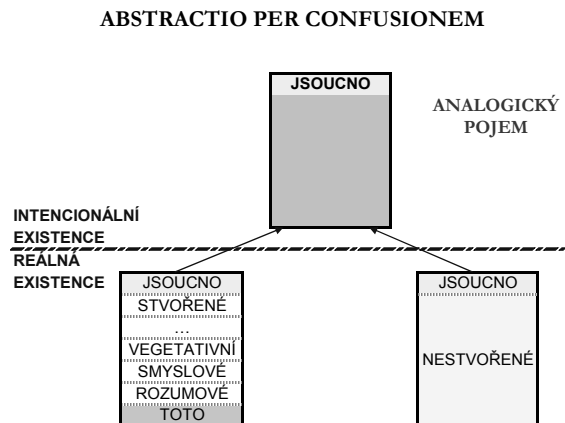 ABSTRACTIO PER CONFUSIONEM
JSOUCNO
ANALOGICKÝ
POJEM
INTENCIONÁLNÍ
EXISTENCE
REÁLNÁ
EXISTENCE
JSOUCNO
STVOŘENÉ
...
VEGETATIVNÍ
SMYSLOVÉ
ROZUMOVÉ
TOTO
JSOUCNO
NESTVOŘENÉ